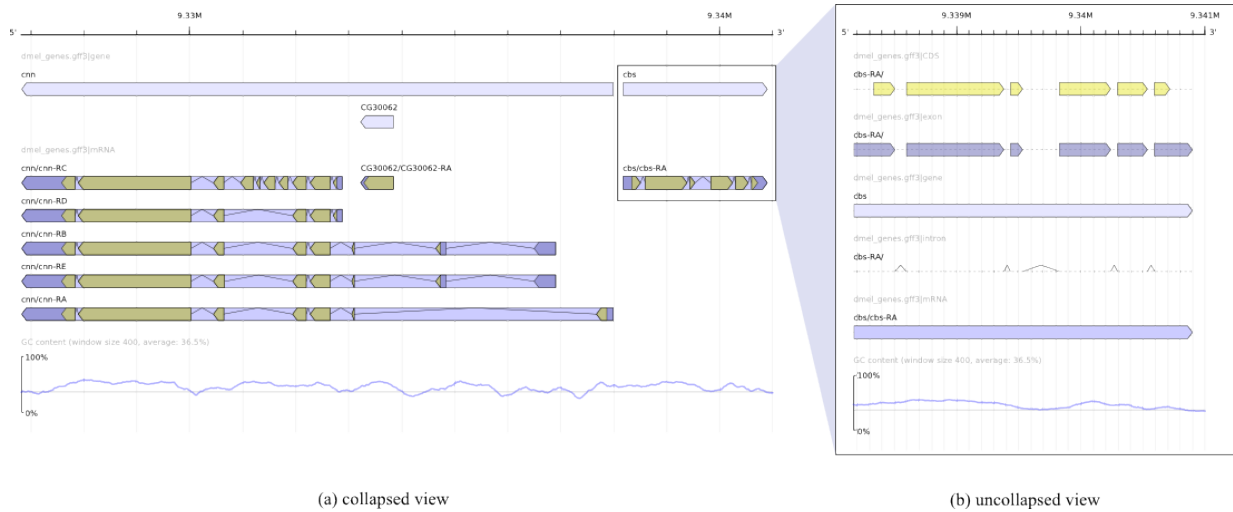 9.33M 9.34M
5' 3'
dmel_genes.gff3|gene
cnn cbs
CG30062
dmel_genes.gff3|mRNA
cnn/cnn-RC CG30062/CG30062-RA cbs/cbs-RA
cnn/cnn-RD
cnn/cnn-RB
cnn/cnn-RE
cnn/cnn-RA
GC content (window size 400, average: 36.5%)
100%
0%
(a) collapsed view
9.339M 9.34M 9.341M
5' 3'
dmel_genes.gff3|CDS
cbs-RA/
dmel_genes.gff3|exon
cbs-RA/
dmel_genes.gff3|gene
cbs
dmel_genes.gff3|intron
cbs-RA/
dmel_genes.gff3|mRNA
cbs/cbs-RA
GC content (window size 400, average: 36.5%)
100%
0%
(b) uncollapsed view